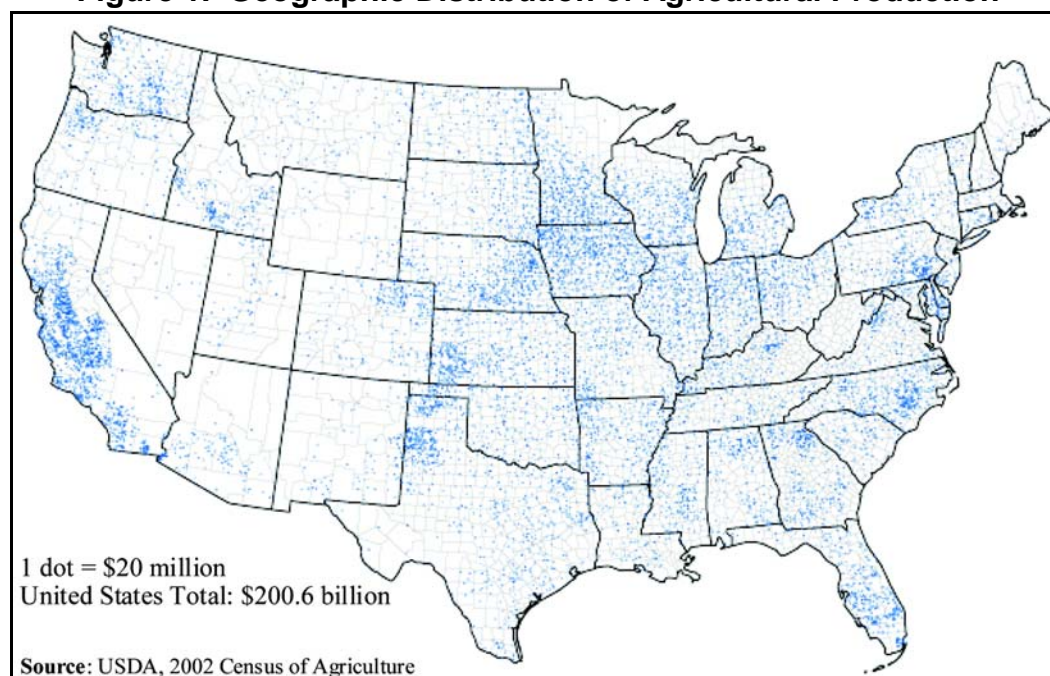 Figure 1. Geographic Distribution of Agricultural Production
1 dot = $20 million
United States Total: $200.6 billion
Source: USDA, 2002 Census of Agriculture